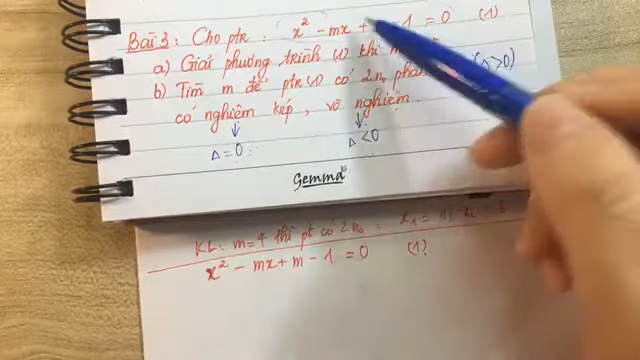 Bài 3: Cho ptr: x² - mx + 1 = 0 (1)
a) Giải phương trình (1) khi
b) Tìm m để ptr (1) có 2 n₀ phân (Δ>0)
có nghiệm kép, vô nghiệm.
Δ = 0. Δ < 0
Gemma
KL: m=4 thì pt có 2 n₀: x₁ = 1;
x² - mx + m - 1 = 0 (1)